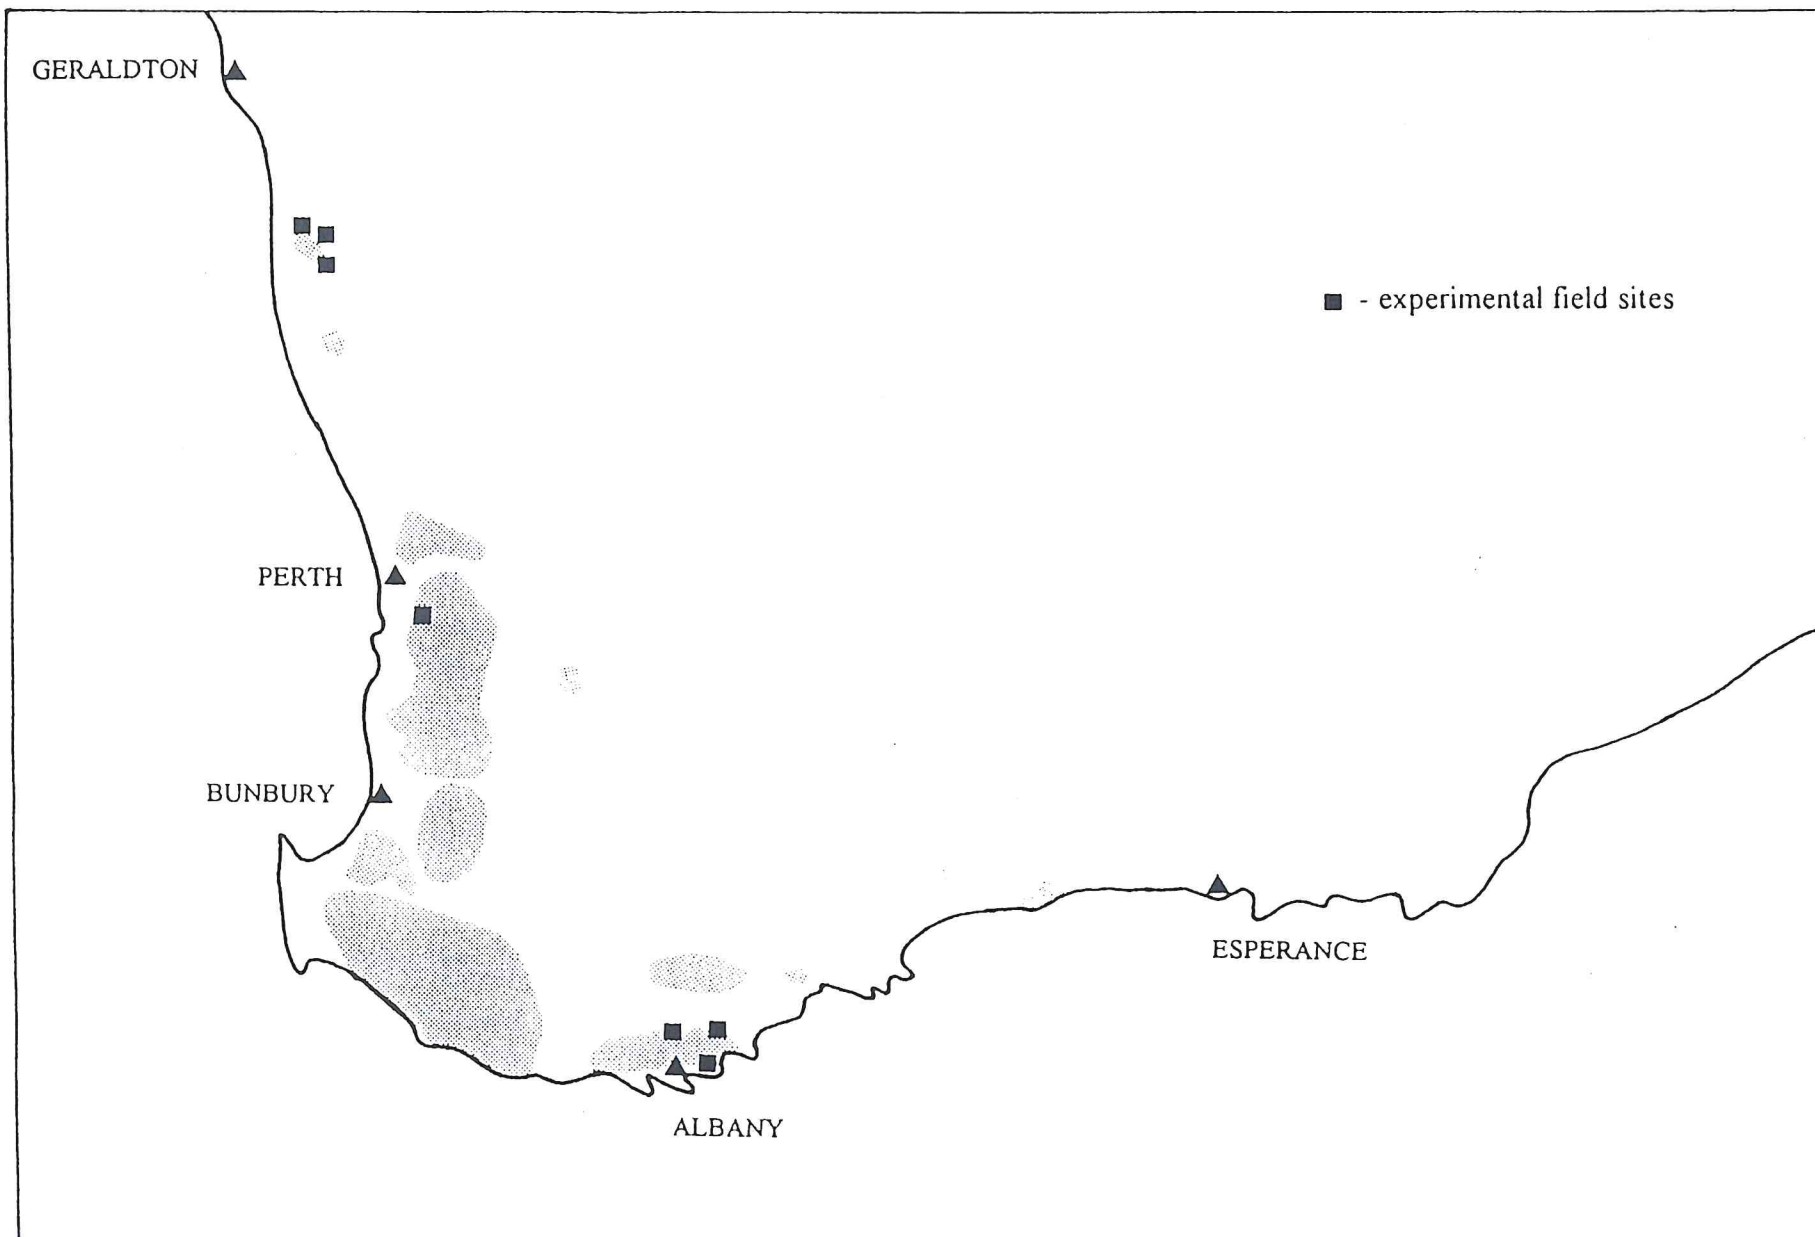 GERALDTON
- experimental field sites
PERTH
BUNBURY
ESPERANCE
ALBANY